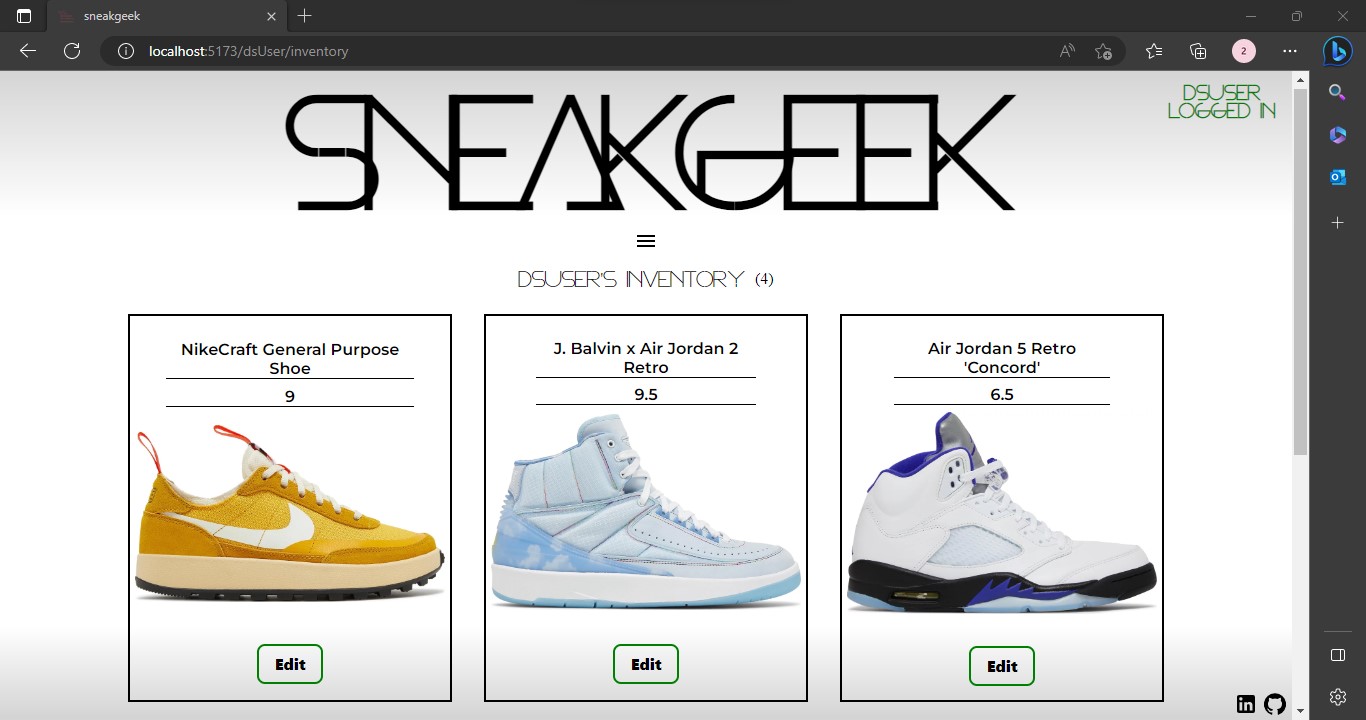 sneakgeek
localhost:5173/dsUser/inventory
2
DSUSER
LOGGED IN
SNEAKGEEK
DSUSER'S INVENTORY (4)
NikeCraft General Purpose
Shoe
9
Edit
J. Balvin x Air Jordan 2
Retro
9.5
Edit
Air Jordan 5 Retro
'Concord'
6.5
Edit